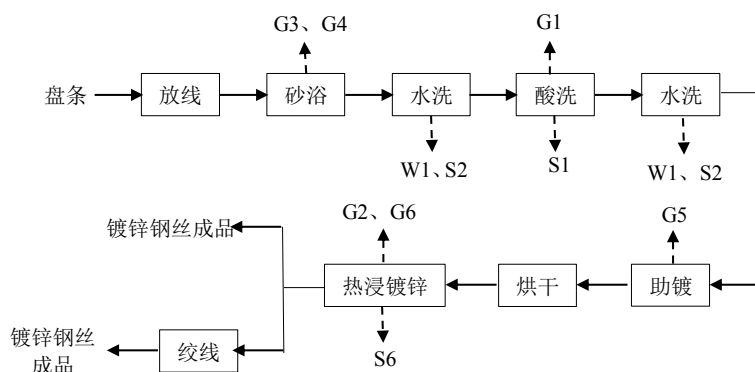 G3、G4
G1
盘条
放线
砂浴
水洗
酸洗
水洗
W1、S2
S1
W1、S2
镀锌钢丝成品
G2、G6
G5
热浸镀锌
烘干
助镀
镀锌钢丝
成品
绞线
S6